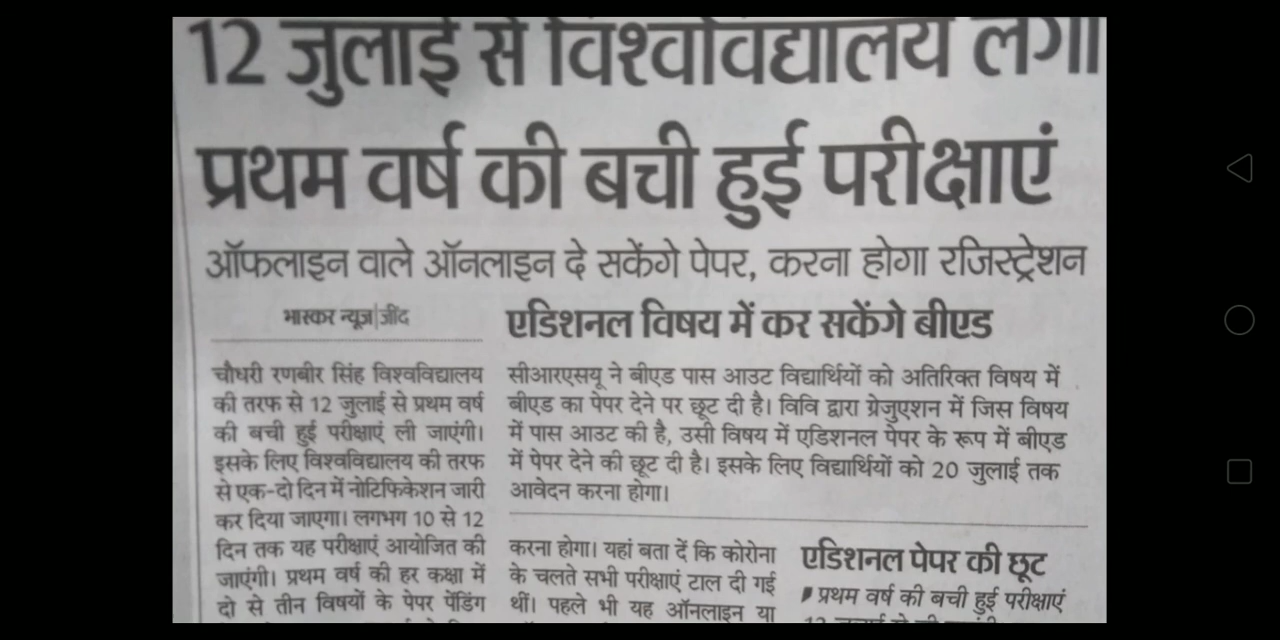 12 जुलाई से विश्वविद्यालय लेगा
प्रथम वर्ष की बची हुई परीक्षाएं
ऑफलाइन वाले ऑनलाइन दे सकेंगे पेपर, करना होगा रजिस्ट्रेशन
भास्कर न्यूज|जींद
चौधरी रणबीर सिंह विश्वविद्यालय
की तरफ से 12 जुलाई से प्रथम वर्ष
की बची हुई परीक्षाएं ली जाएंगी।
इसके लिए विश्वविद्यालय की तरफ
से एक-दो दिन में नोटिफिकेशन जारी
कर दिया जाएगा। लगभग 10 से 12
दिन तक यह परीक्षाएं आयोजित की
जाएंगी। प्रथम वर्ष की हर कक्षा में
दो से तीन विषयों के पेपर पेंडिंग
एडिशनल विषय में कर सकेंगे बीएड
सीआरएसयू ने बीएड पास आउट विद्यार्थियों को अतिरिक्त विषय में
बीएड का पेपर देने पर छूट दी है। विवि द्वारा ग्रेजुएशन में जिस विषय
में पास आउट की है, उसी विषय में एडिशनल पेपर के रूप में बीएड
में पेपर देने की छूट दी है। इसके लिए विद्यार्थियों को 20 जुलाई तक
आवेदन करना होगा।
करना होगा। यहां बता दें कि कोरोना
के चलते सभी परीक्षाएं टाल दी गई
थीं। पहले भी यह ऑनलाइन या
एडिशनल पेपर की छूट
प्रथम वर्ष की बची हुई परीक्षाएं